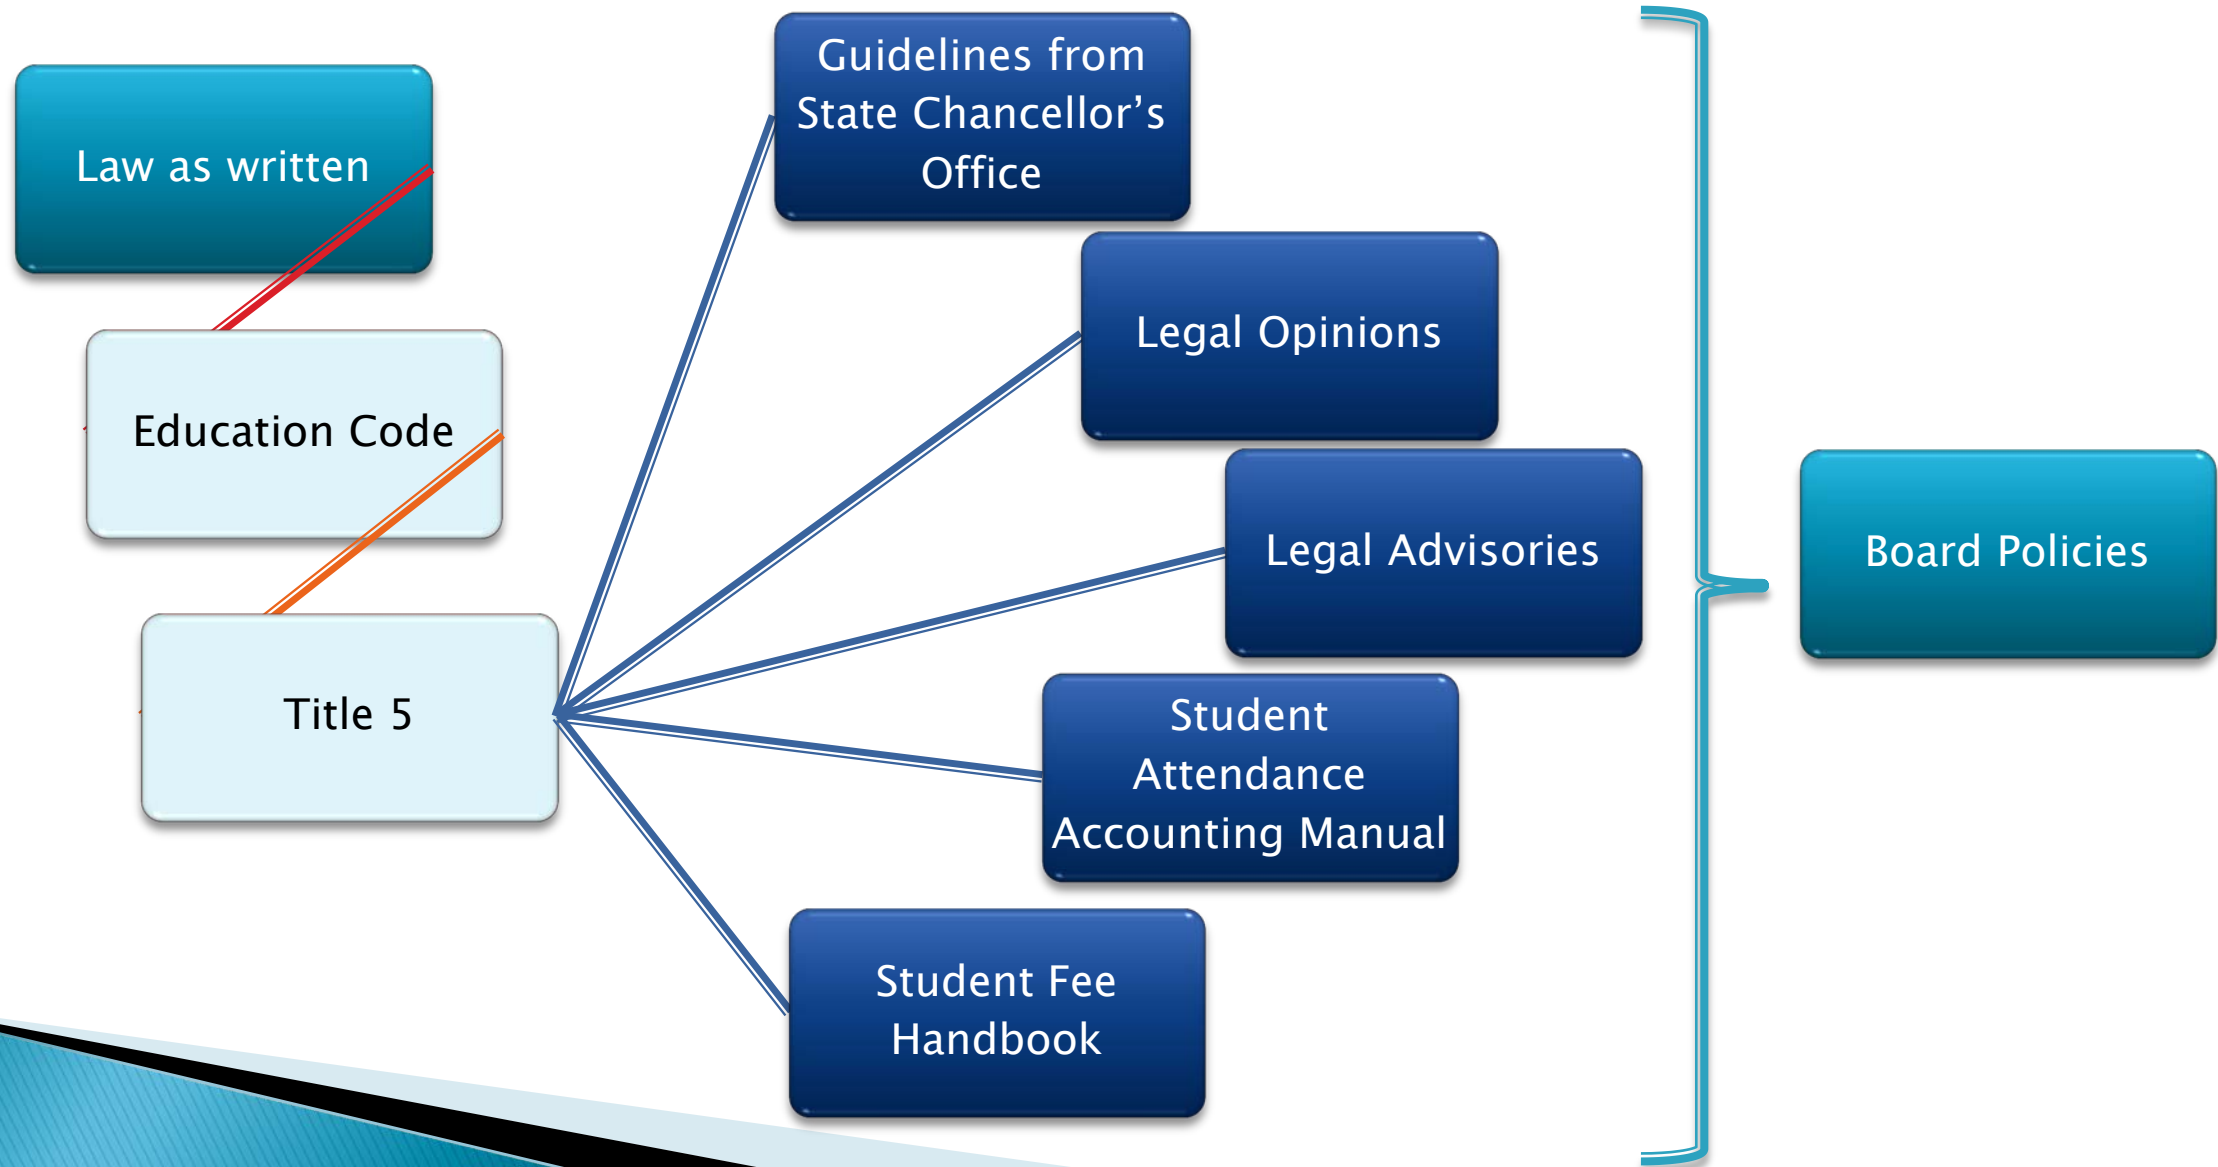 Law as written
Education Code
Title 5
Guidelines from
State Chancellor’s
Office
Legal Opinions
Legal Advisories
Student
Attendance
Accounting Manual
Student Fee
Handbook
Board Policies